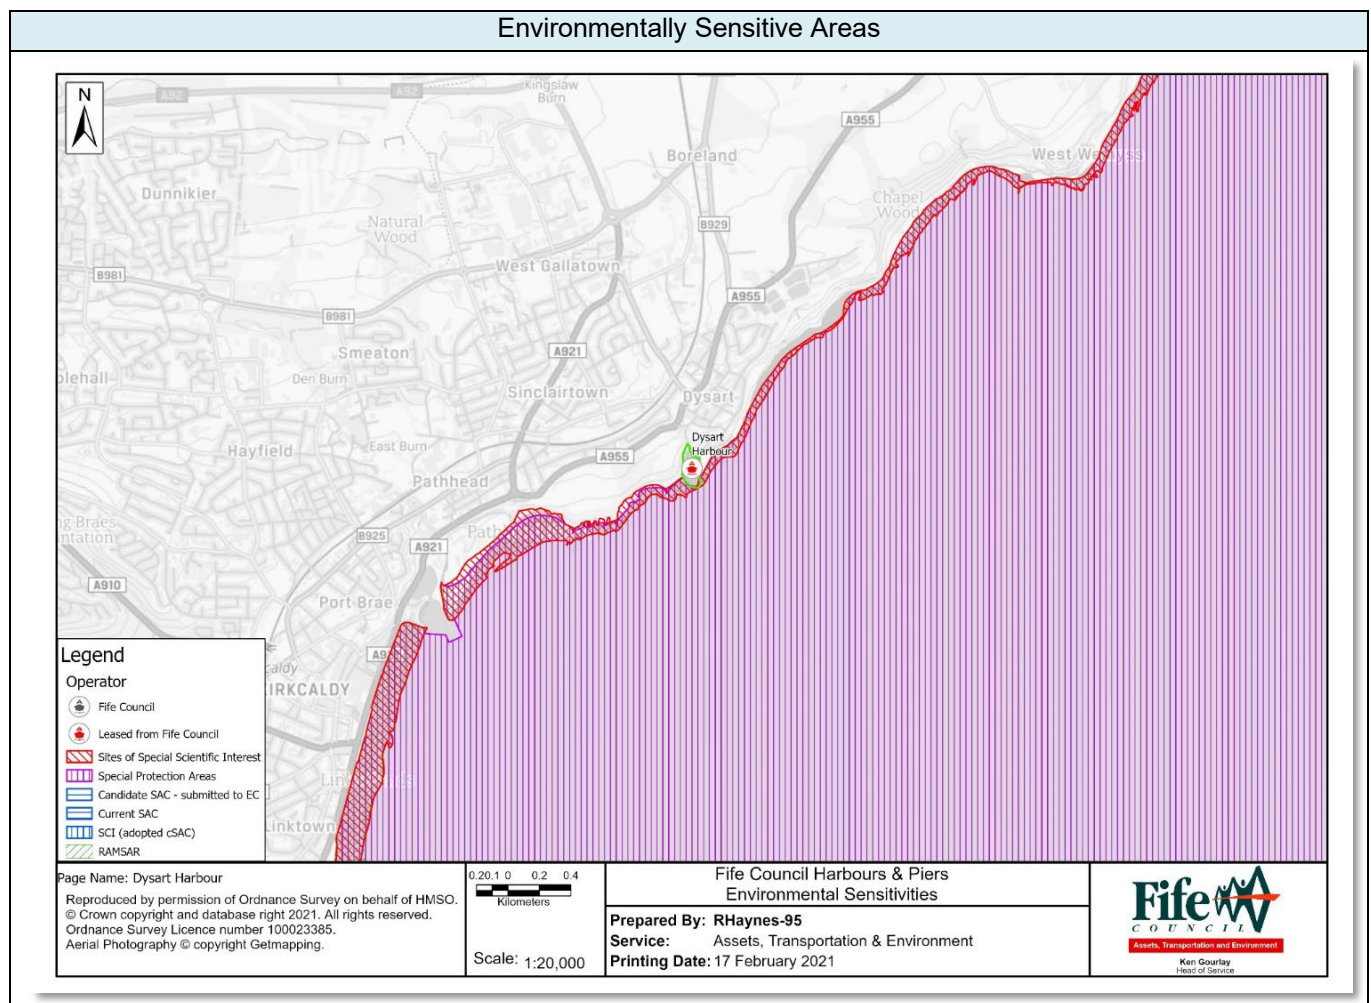 Environmentally Sensitive Areas
N
A92
A92
Kingslaw
Burn
A955
Boreland
Dunnikier
Chapel
Wood
Natural
Wood
B929
West Gallatown
B981
A955
B981
Smeaton
A921
Den Burn
Sinclairtown
Dysart
Dysart
Harbour
Hayfield
East Burn
A955
Pathhead
B925
A921
A910
Port Brae
KIRKCALDY
Linktown
Legend
Operator
Fife Council
Leased from Fife Council
Sites of Special Scientific Interest
Special Protection Areas
Candidate SAC - submitted to EC
Current SAC
SCI (adopted cSAC)
RAMSAR
Page Name: Dysart Harbour
Reproduced by permission of Ordnance Survey on behalf of HMSO.
© Crown copyright and database right 2021. All rights reserved.
Ordnance Survey Licence number 100023385.
Aerial Photography © copyright Getmapping.
0.20.1 0 0.2 0.4
Kilometers
Scale: 1:20,000
Fife Council Harbours & Piers
Environmental Sensitivities
Prepared By: RHaynes-95
Service: Assets, Transportation & Environment
Printing Date: 17 February 2021
Fife
COUNCIL
Assets, Transportation and Environment
Ken Gourlay
Head of Service